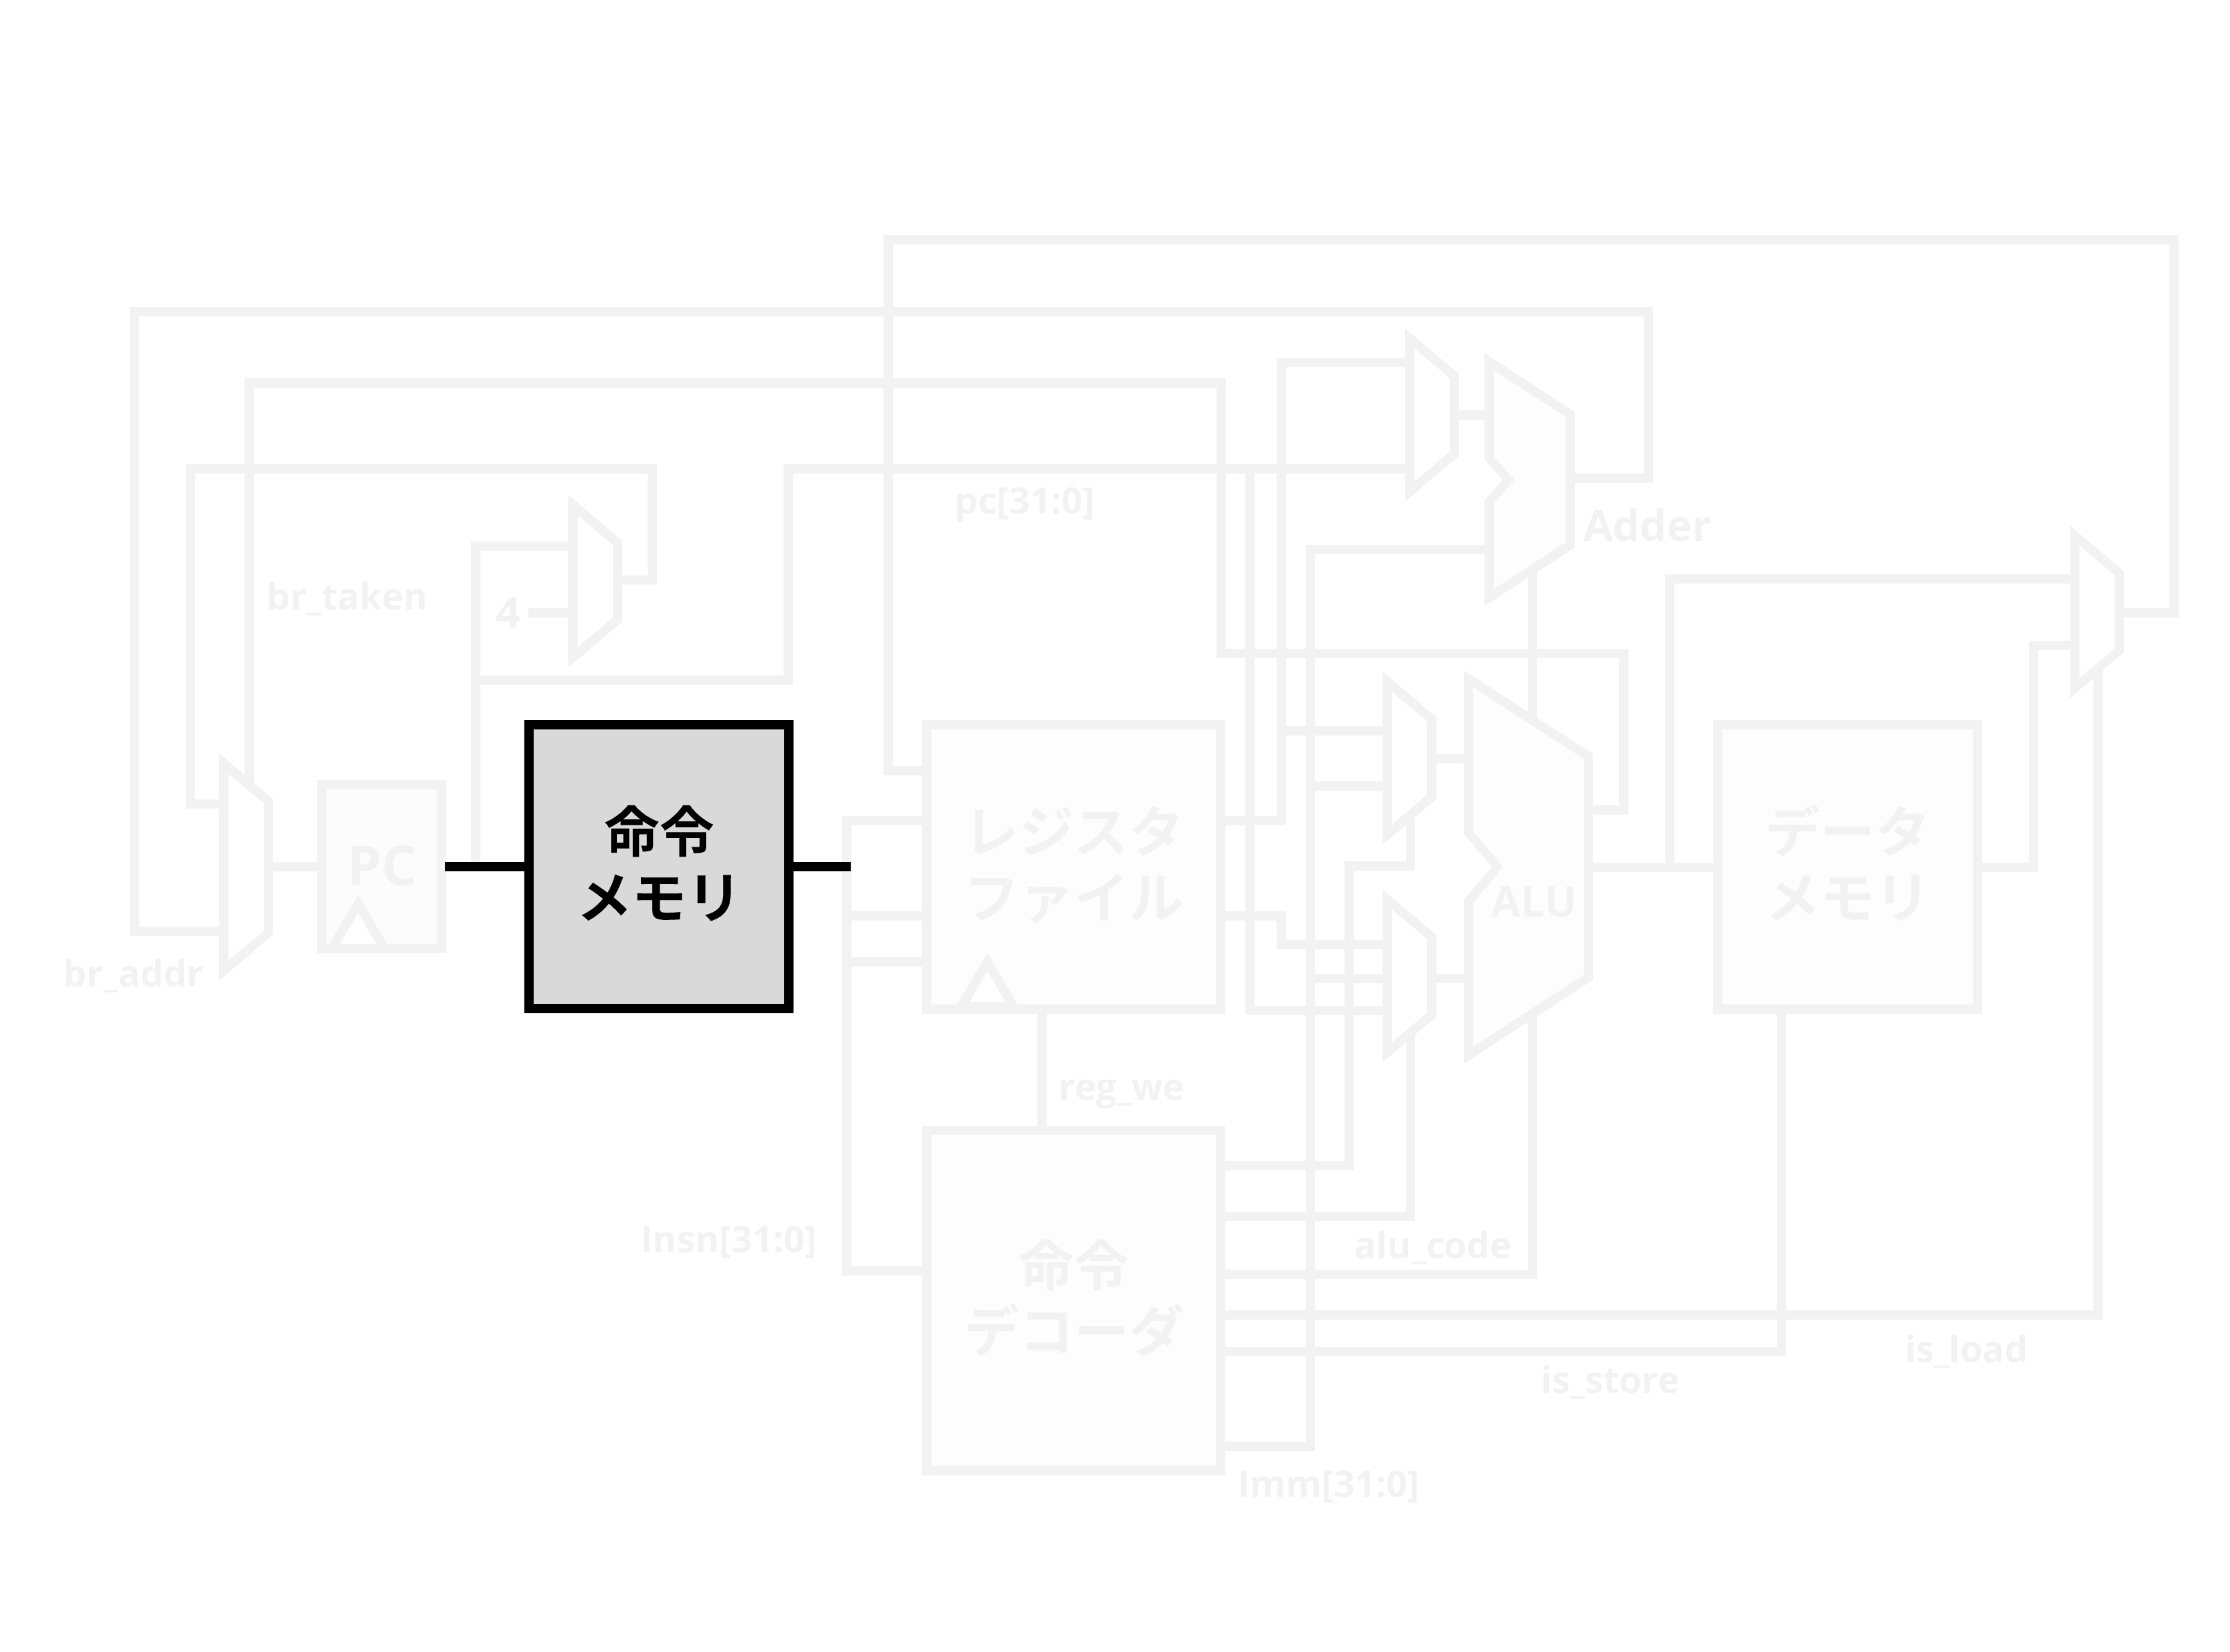 pc[31:0]
Adder
br_taken
4
命令
メモリ
PC
レジスタ
ファイル
ALU
データ
メモリ
br_addr
reg_we
Insn[31:0]
命令
デコーダ
alu_code
is_load
is_store
Imm[31:0]